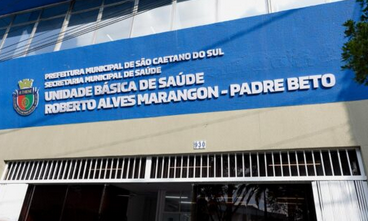 PREFEITURA MUNICIPAL DE SÃO CAETANO DO SUL
SECRETARIA MUNICIPAL DE SAÚDE
UNIDADE BÁSICA DE SAÚDE
ROBERTO ALVES MARANGON - PADRE BETO
930